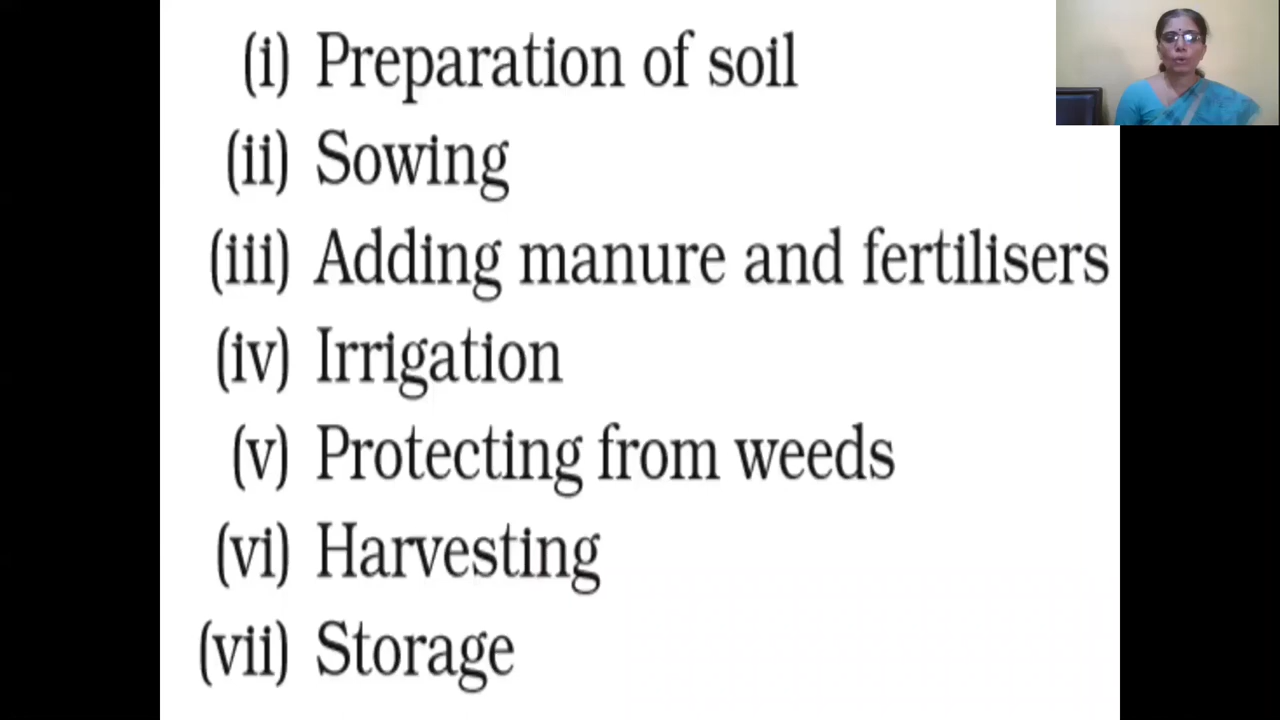 (i) Preparation of soil
(ii) Sowing
(iii) Adding manure and fertilisers
(iv) Irrigation
(v) Protecting from weeds
(vi) Harvesting
(vii) Storage